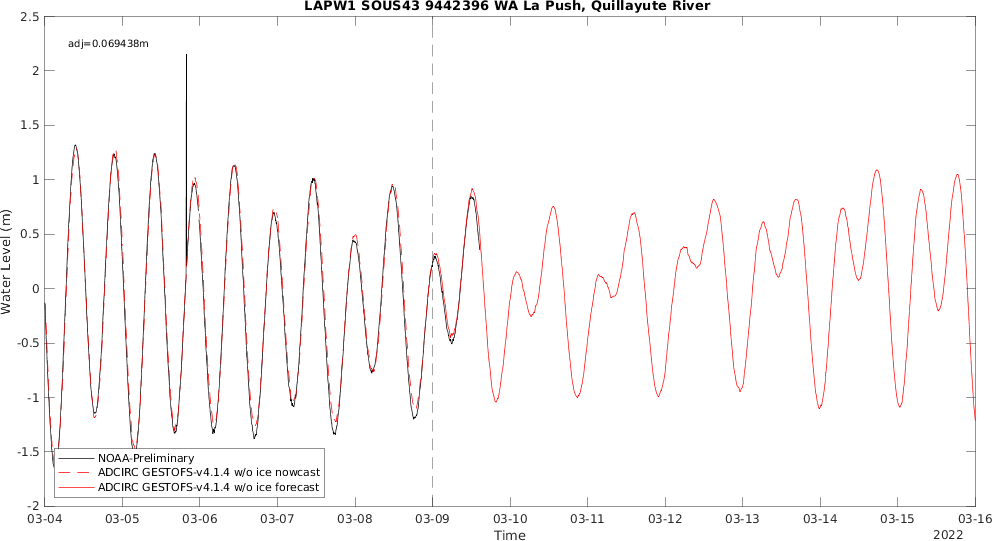 LAPW1 SOUS43 9442396 WA La Push, Quillayute River
adj=0.069438m
2.5
2
1.5
1
0.5
0
-0.5
-1
-1.5
-2
Water Level (m)
NOAA-Preliminary
ADCIRC GESTOFS-v4.1.4 w/o ice nowcast
ADCIRC GESTOFS-v4.1.4 w/o ice forecast
03-04 03-05 03-06 03-07 03-08 03-09 03-10 03-11 03-12 03-13 03-14 03-15 03-16
Time
2022